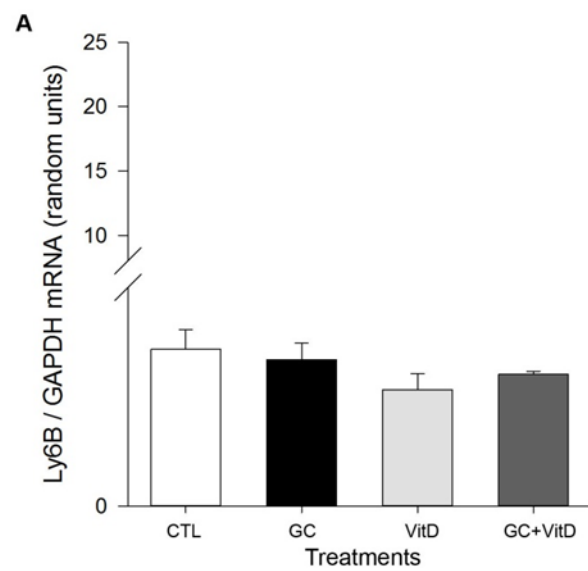 A
Ly6B / GAPDH mRNA (random units)
25
20
15
10
0
CTL GC VitD GC+VitD
Treatments